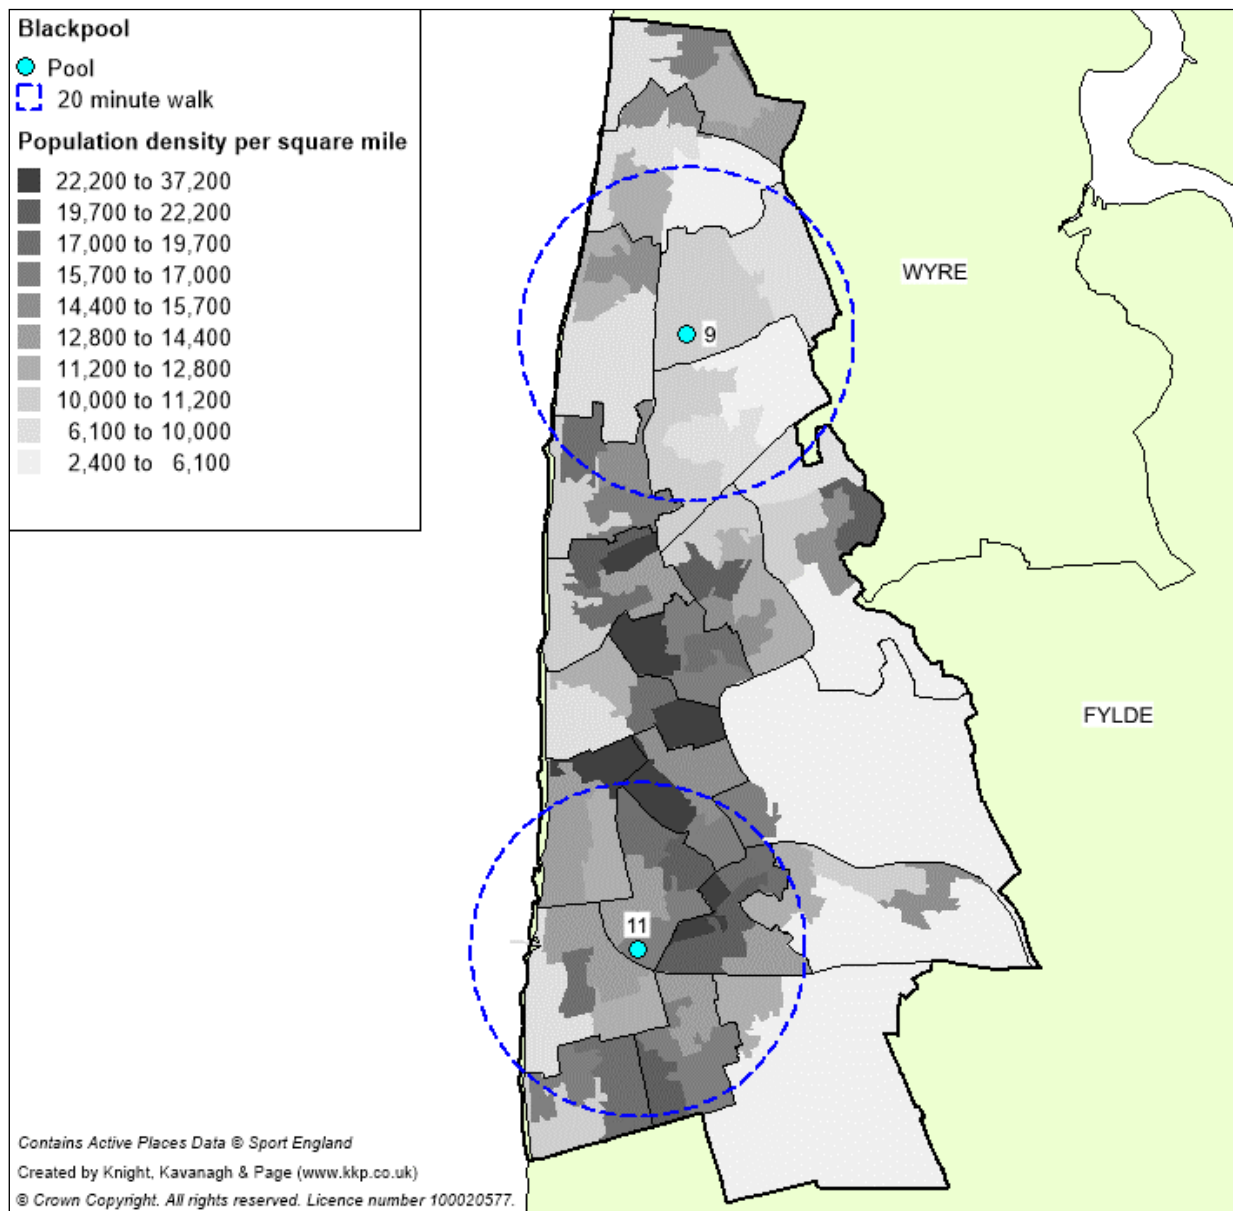 Blackpool
Pool
20 minute walk
Population density per square mile
22,200 to 37,200
19,700 to 22,200
17,000 to 19,700
15,700 to 17,000
14,400 to 15,700
12,800 to 14,400
11,200 to 12,800
10,000 to 11,200
6,100 to 10,000
2,400 to 6,100
WYRE
9
FYLDE
11
Contains Active Places Data © Sport England
Created by Knight, Kavanagh & Page (www.kkp.co.uk)
© Crown Copyright. All rights reserved. Licence number 100020577.